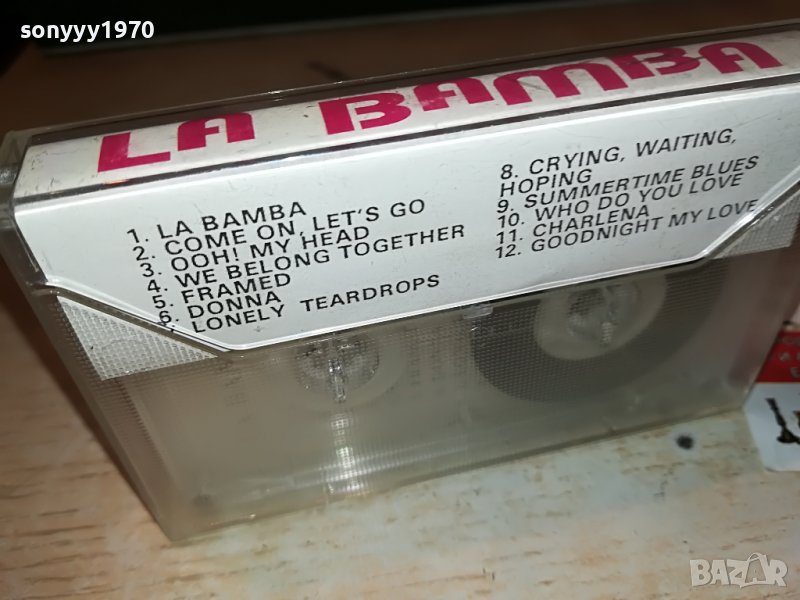 sonyyy1970
LA BAMBA
1. LA BAMBA
2. COME ON, LET'S GO
3. OOH! MY HEAD
4. WE BELONG TOGETHER
5. FRAMED
6. DONNA
7. LONELY TEARDROPS
8. CRYING, WAITING,
HOPING
9. SUMMERTIME BLUES
10. WHO DO YOU LOVE
11. CHARLENA
12. GOODNIGHT MY LOVE
BAZAR